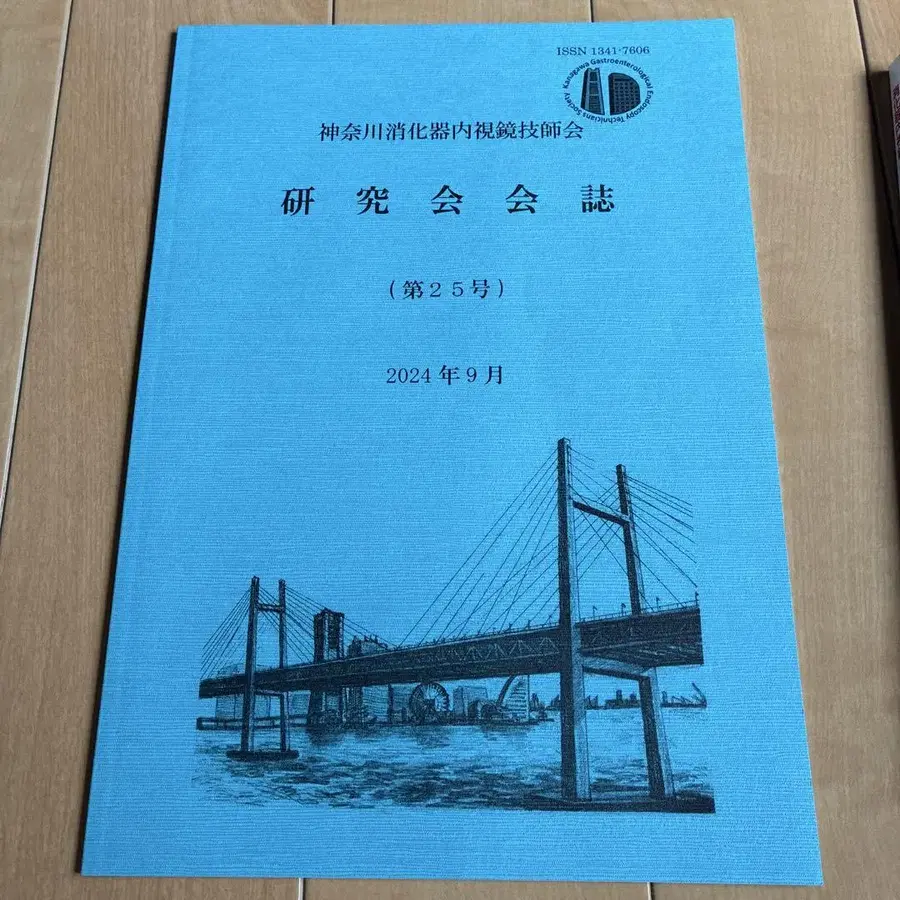 ISSN 1341-7606
Kanagawa Gastroenterological Endoscopy Technicians Society
神奈川消化器内視鏡技師会
研究会会誌
(第25号)
2024年9月